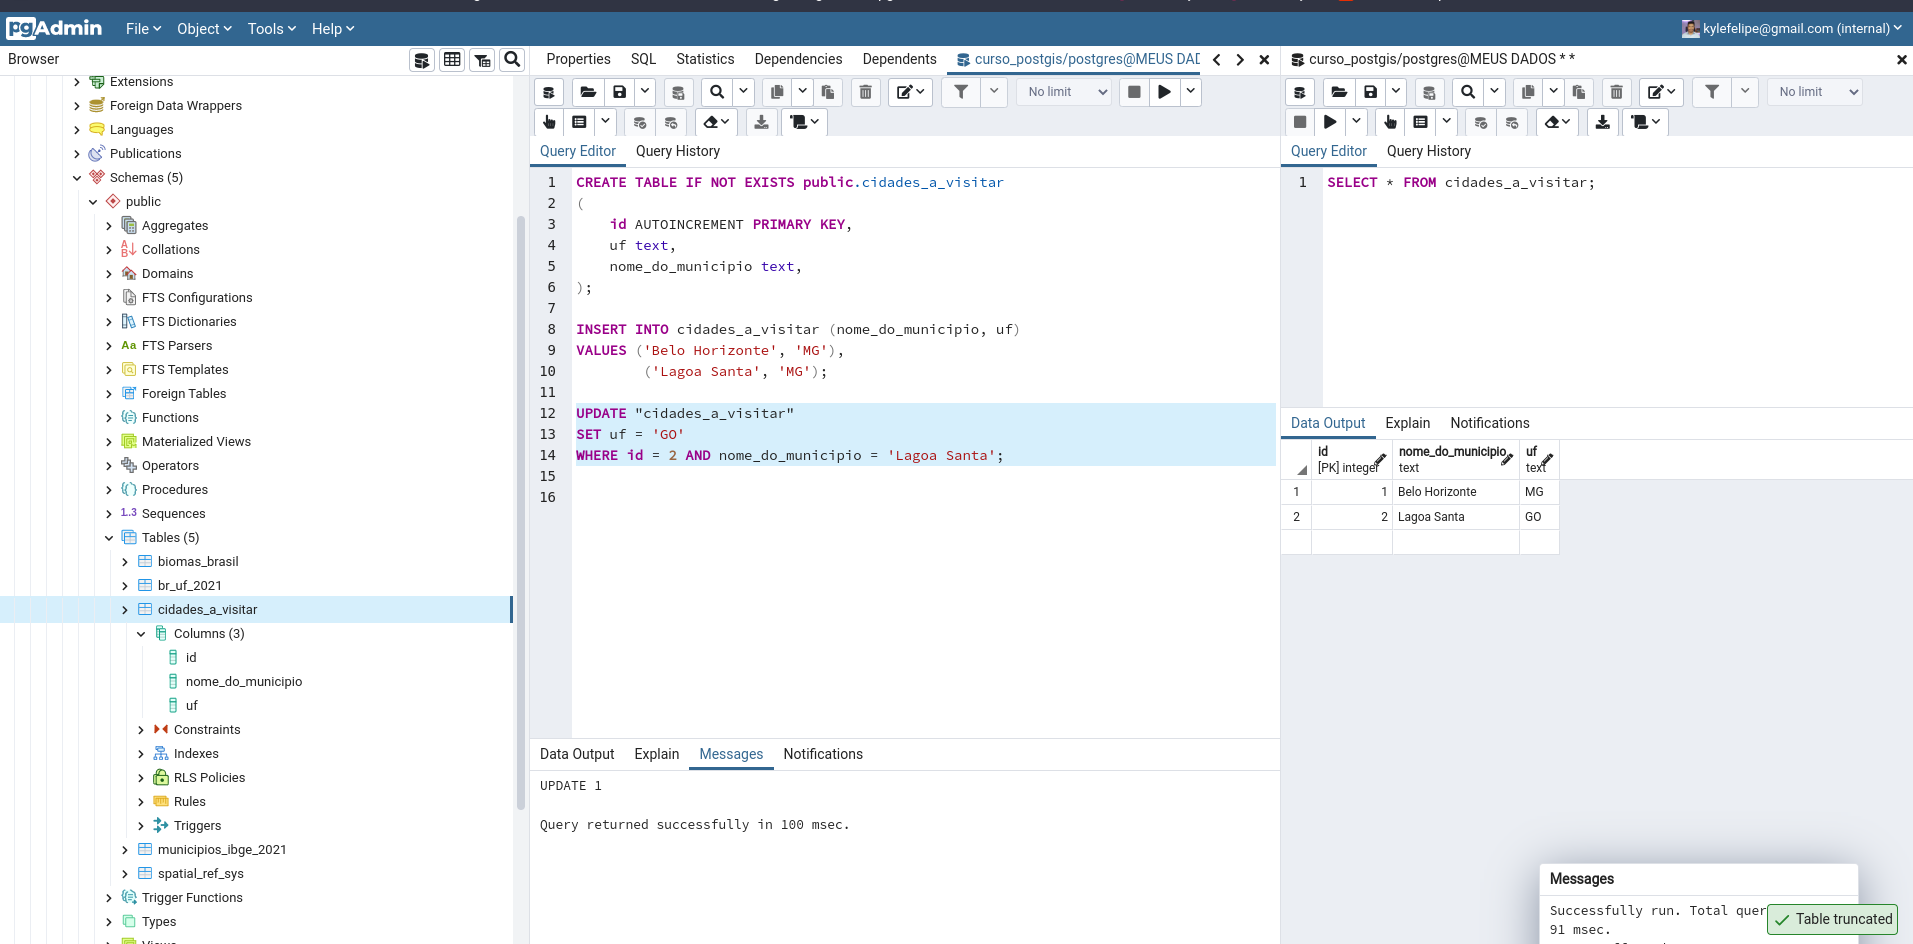 pgAdmin File Object Tools Help kylefelipe@gmail.com (internal)
Browser
Extensions
Foreign Data Wrappers
Languages
Publications
Schemas (5)
public
Aggregates
Collations
Domains
FTS Configurations
FTS Dictionaries
Aa FTS Parsers
FTS Templates
Foreign Tables
Functions
Materialized Views
Operators
Procedures
1..3 Sequences
Tables (5)
biomas_brasil
br_uf_2021
cidades_a_visitar
Columns (3)
id
nome_do_municipio
uf
Constraints
Indexes
RLS Policies
Rules
Triggers
municipios_ibge_2021
spatial_ref_sys
Trigger Functions
Types
Properties SQL Statistics Dependencies Dependents curso_postgis/postgres@MEUS DAD
No limit
Query Editor Query History
1 CREATE TABLE IF NOT EXISTS public.cidades_a_visitar
2 (
3 id AUTOINCREMENT PRIMARY KEY,
4 uf text,
5 nome_do_municipio text,
6 );
7
8 INSERT INTO cidades_a_visitar (nome_do_municipio, uf)
9 VALUES ('Belo Horizonte', 'MG'),
10 ('Lagoa Santa', 'MG');
11
12 UPDATE "cidades_a_visitar"
13 SET uf = 'GO'
14 WHERE id = 2 AND nome_do_municipio = 'Lagoa Santa';
15
16
Data Output Explain Messages Notifications
UPDATE 1
Query returned successfully in 100 msec.
curso_postgis/postgres@MEUS DADOS * *
No limit
Query Editor Query History
1 SELECT * FROM cidades_a_visitar;
Data Output Explain Notifications
id nome_do_municipio uf
[PK] integer text text
1 1 Belo Horizonte MG
2 2 Lagoa Santa GO
Messages
Successfully run. Total quer
91 msec.
Table truncated